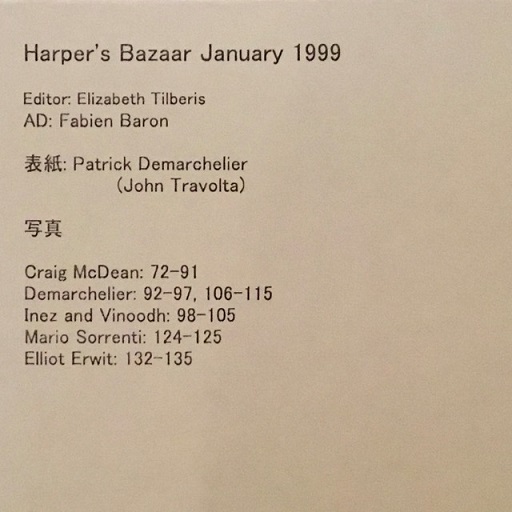 Harper's Bazaar January 1999
Editor: Elizabeth Tilberis
AD: Fabien Baron
表紙: Patrick Demarchelier
(John Travolta)
写真
Craig McDean: 72-91
Demarchelier: 92-97, 106-115
Inez and Vinoodh: 98-105
Mario Sorrenti: 124-125
Elliot Erwit: 132-135